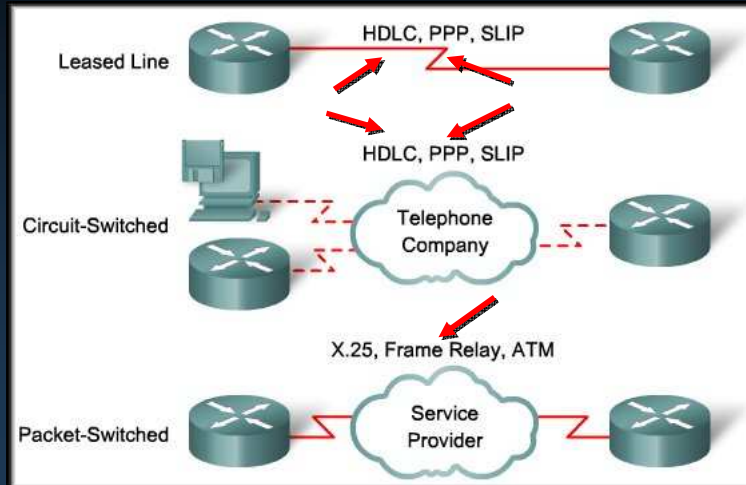 HDLC, PPP, SLIP
Leased Line
HDLC, PPP, SLIP
Circuit-Switched
Telephone
Company
X.25, Frame Relay, ATM
Packet-Switched
Service
Provider